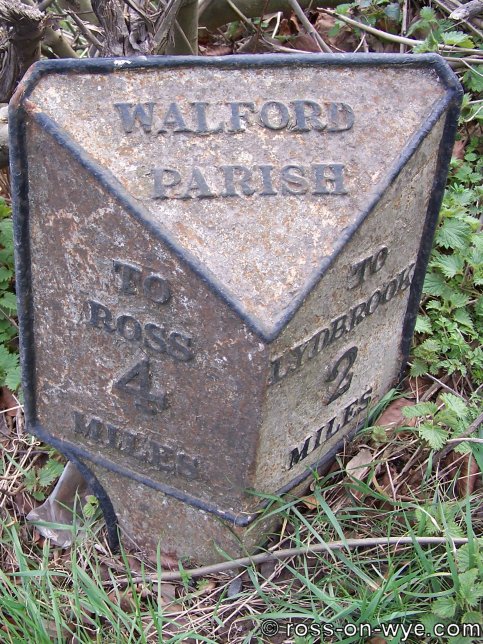 WALFORD
PARISH
TO
ROSS
4
MILES
TO
LYDBROOK
2
MILES
©ross-on-wye.com